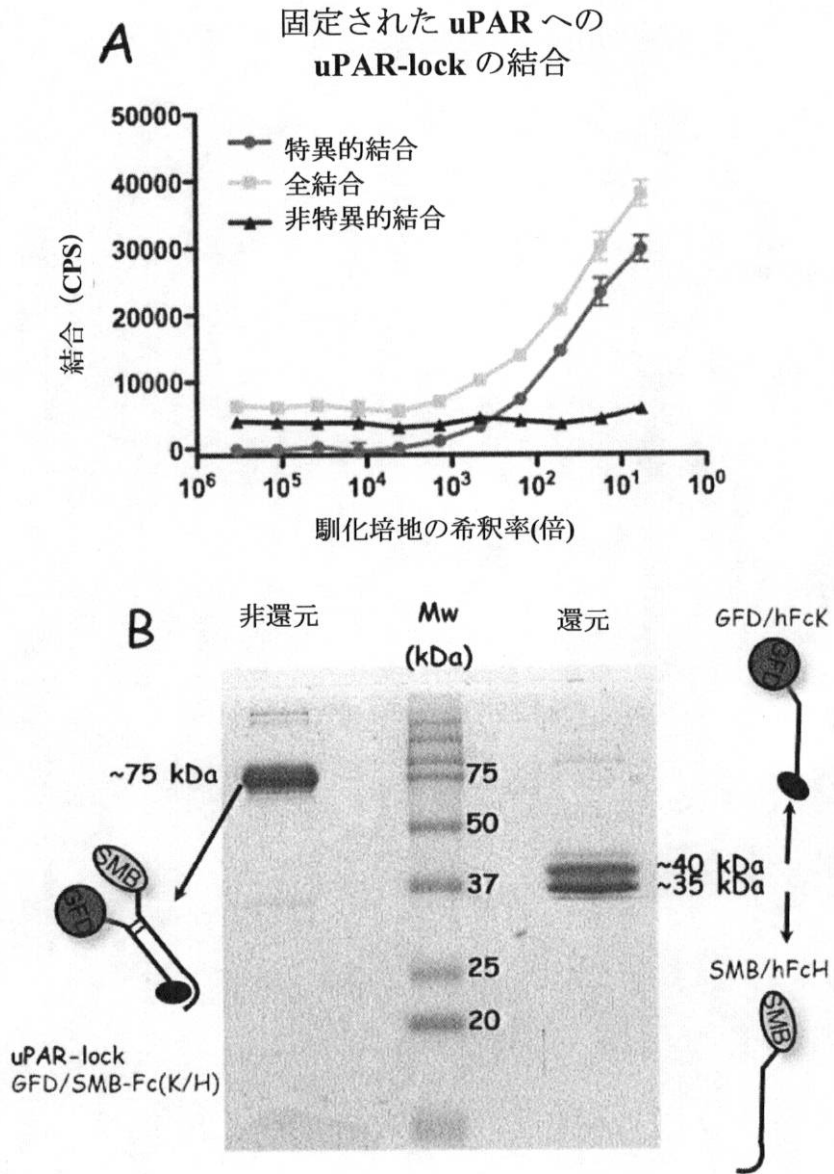 A
固定された uPAR への
uPAR-lock の結合
50000
40000
30000
20000
10000
0
結合 (CPS)
特異的結合
全結合
非特異的結合
10⁶ 10⁵ 10⁴ 10³ 10² 10¹ 10⁰
馴化培地の希釈率(倍)
B
非還元
Mw
(kDa)
還元
GFD/hFcK
GFD
~75 kDa
75
50
37
25
20
~40 kDa
~35 kDa
SMB
GFD
SMB/hFcH
SMB
uPAR-lock
GFD/SMB-Fc(K/H)